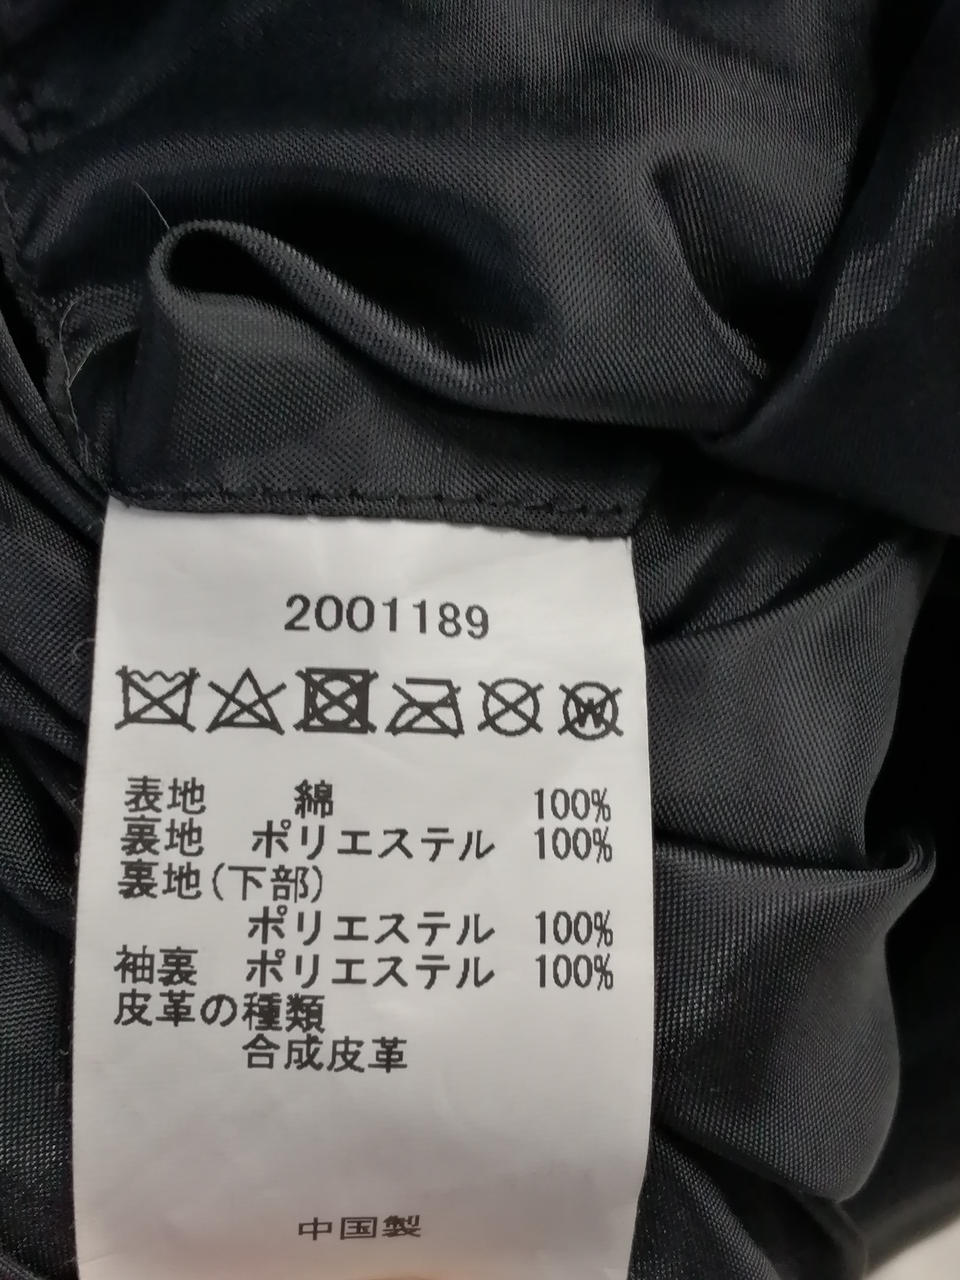 2001189
W
表地 綿 100%
裏地 ポリエステル 100%
裏地(下部)
ポリエステル 100%
袖裏 ポリエステル 100%
皮革の種類
合成皮革
中国製